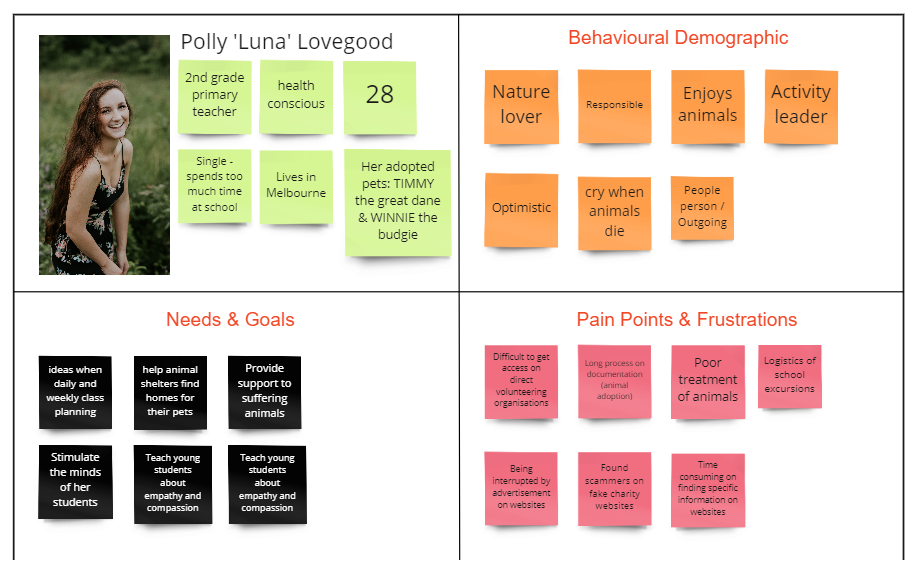 Polly 'Luna' Lovegood
2nd grade
primary
teacher
health
conscious
28
Single -
spends too
much time
at school
Lives in
Melbourne
Her adopted
pets: TIMMY
the great dane
& WINNIE the
budgie
Behavioural Demographic
Nature
lover
Responsible
Enjoys
animals
Activity
leader
Optimistic
cry when
animals
die
People
person /
Outgoing
Needs & Goals
ideas when
daily and
weekly class
planning
help animal
shelters find
homes for
their pets
Provide
support to
suffering
animals
Stimulate
the minds
of her
students
Teach young
students
about
empathy and
compassion
Teach young
students
about
empathy and
compassion
Pain Points & Frustrations
Difficult to get
access on
direct
volunteering
organisations
Long process on
documentation
(animal
adoption)
Poor
treatment
of animals
Logistics of
school
excursions
Being
interrupted by
advertisement
on websites
Found
scammers on
fake charity
websites
Time
consuming on
finding specific
information on
websites